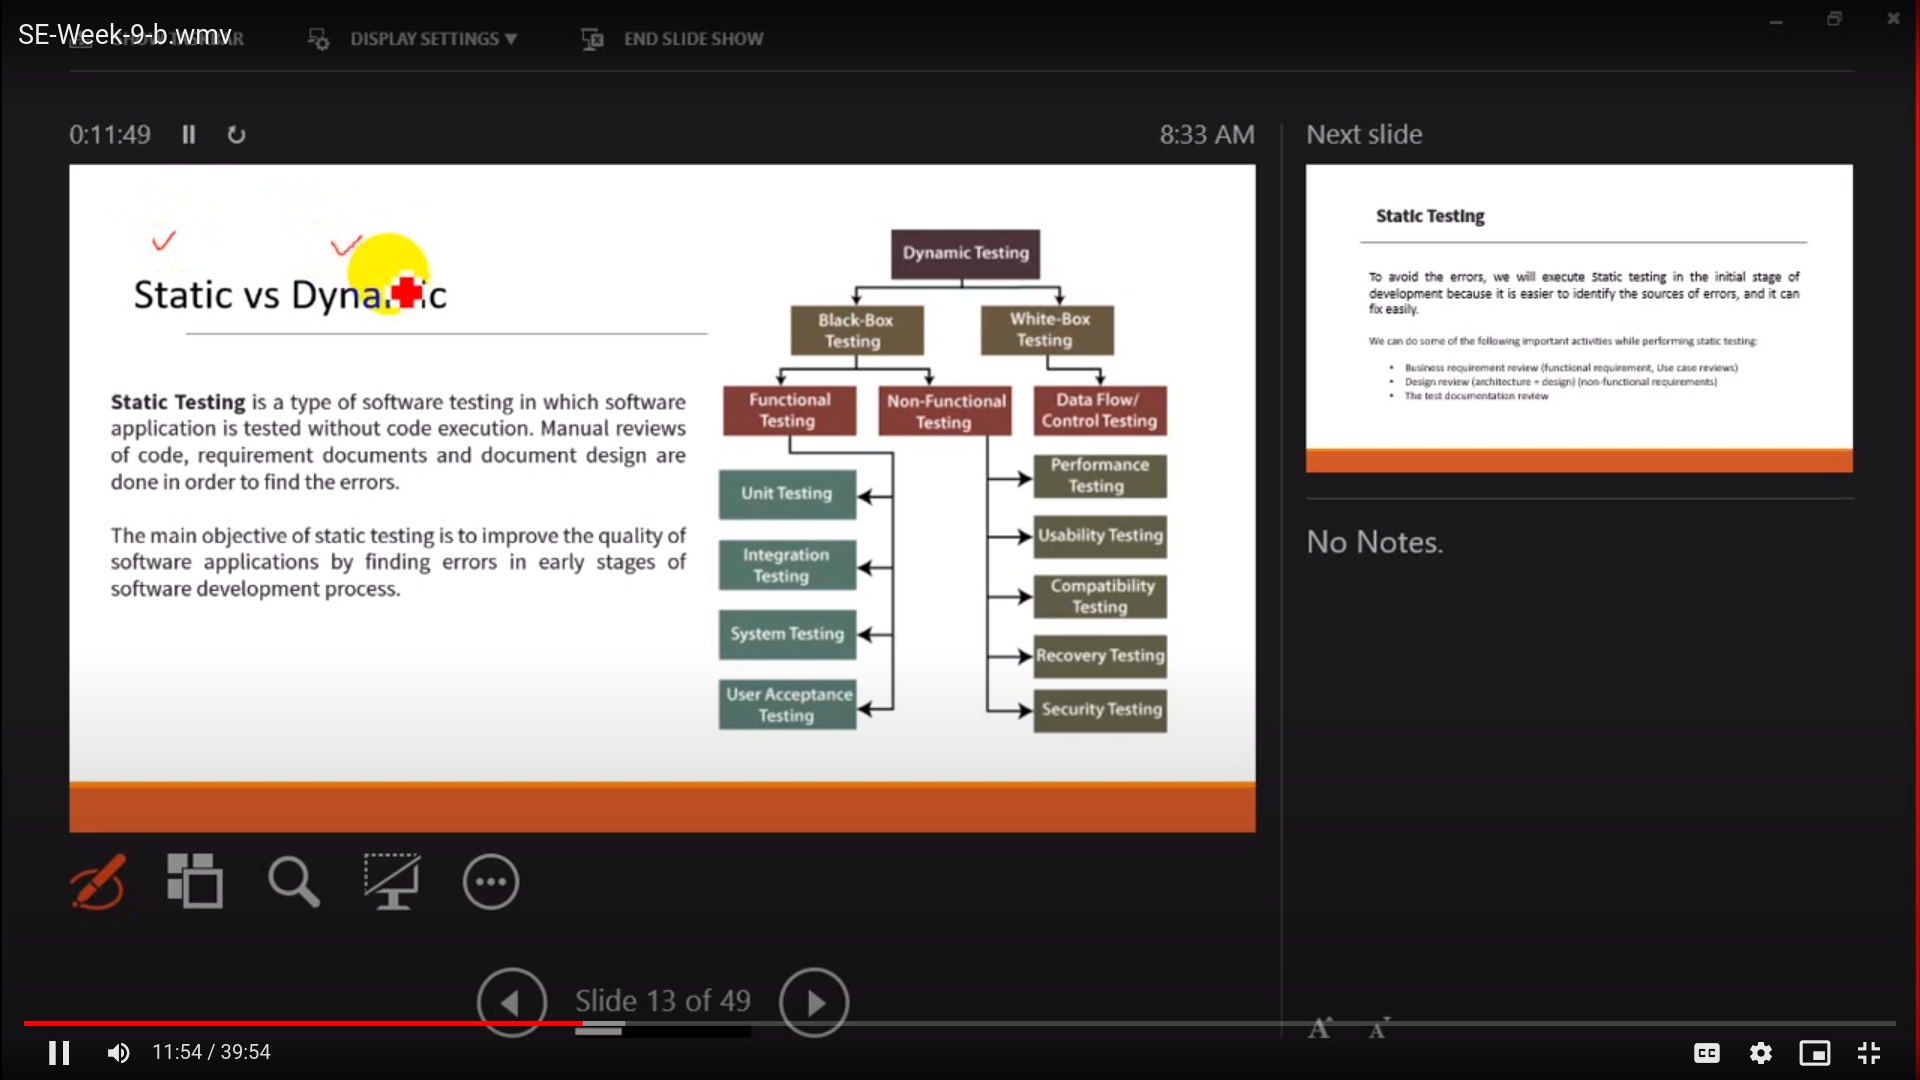 SE-Week-9-b.wmv
DISPLAY SETTINGS ▼
END SLIDE SHOW
0:11:49
8:33 AM
Next slide
Static vs Dynamic
Static Testing is a type of software testing in which software
application is tested without code execution. Manual reviews
of code, requirement documents and document design are
done in order to find the errors.
The main objective of static testing is to improve the quality of
software applications by finding errors in early stages of
software development process.
Dynamic Testing
Black-Box
Testing
White-Box
Testing
Functional
Testing
Non-Functional
Testing
Data Flow/
Control Testing
Unit Testing
Integration
Testing
System Testing
User Acceptance
Testing
Performance
Testing
Usability Testing
Compatibility
Testing
Recovery Testing
Security Testing
Static Testing
To avoid the errors, we will execute Static testing in the initial stage of
development because it is easier to identify the sources of errors, and it can
fix easily.
We can do some of the following important activities while performing static testing:
• Business requirement review (functional requirement, Use case reviews)
• Design review (architecture + design) (non-functional requirements)
• The test documentation review
No Notes.
Slide 13 of 49
A A
11:54 / 39:54
CC